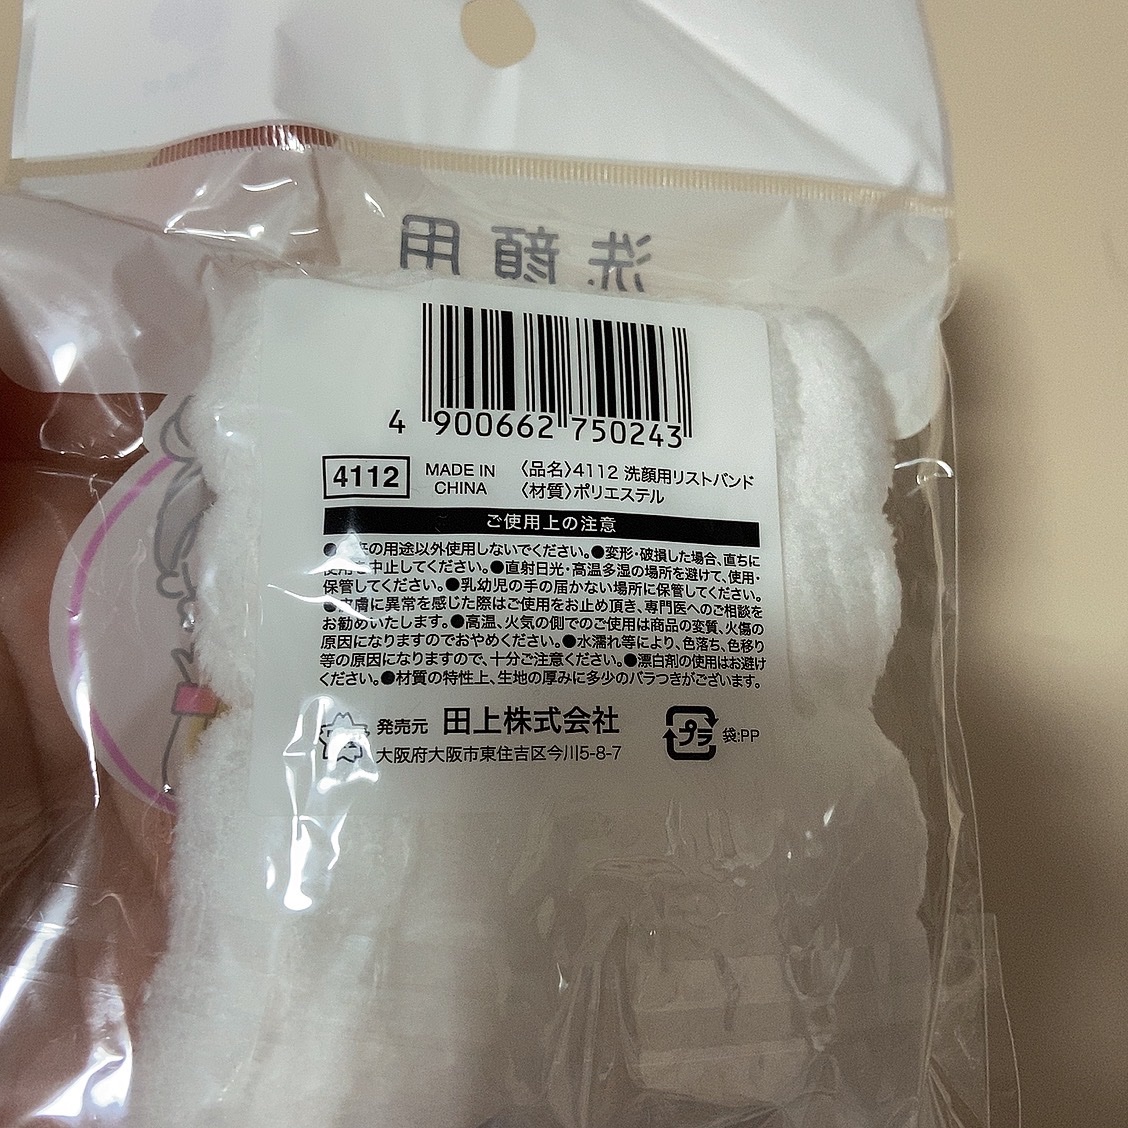 洗顔用
4 900662 750243
4112
MADE IN
CHINA
〈品名〉4112 洗顔用リストバンド
〈材質〉ポリエステル
ご使用上の注意
の用途以外使用しないでください。●変形・破損した場合、直ちに
使用を中止してください。●直射日光・高温多湿の場所を避けて、使用・
保管してください。●乳幼児の手の届かない場所に保管してください。
●皮膚に異常を感じた際はご使用をお止め頂き、専門医へのご相談を
お勧めいたします。●高温、火気の側でのご使用は商品の変質、火傷の
原因になりますのでおやめください。●水濡れ等により、色落ち、色移り
等の原因になりますので、十分ご注意ください。●漂白剤の使用はお避け
ください。●材質の特性上、生地の厚みに多少のバラつきがございます。
発売元 田上株式会社
大阪府大阪市東住吉区今川5-8-7
プラ 袋:PP